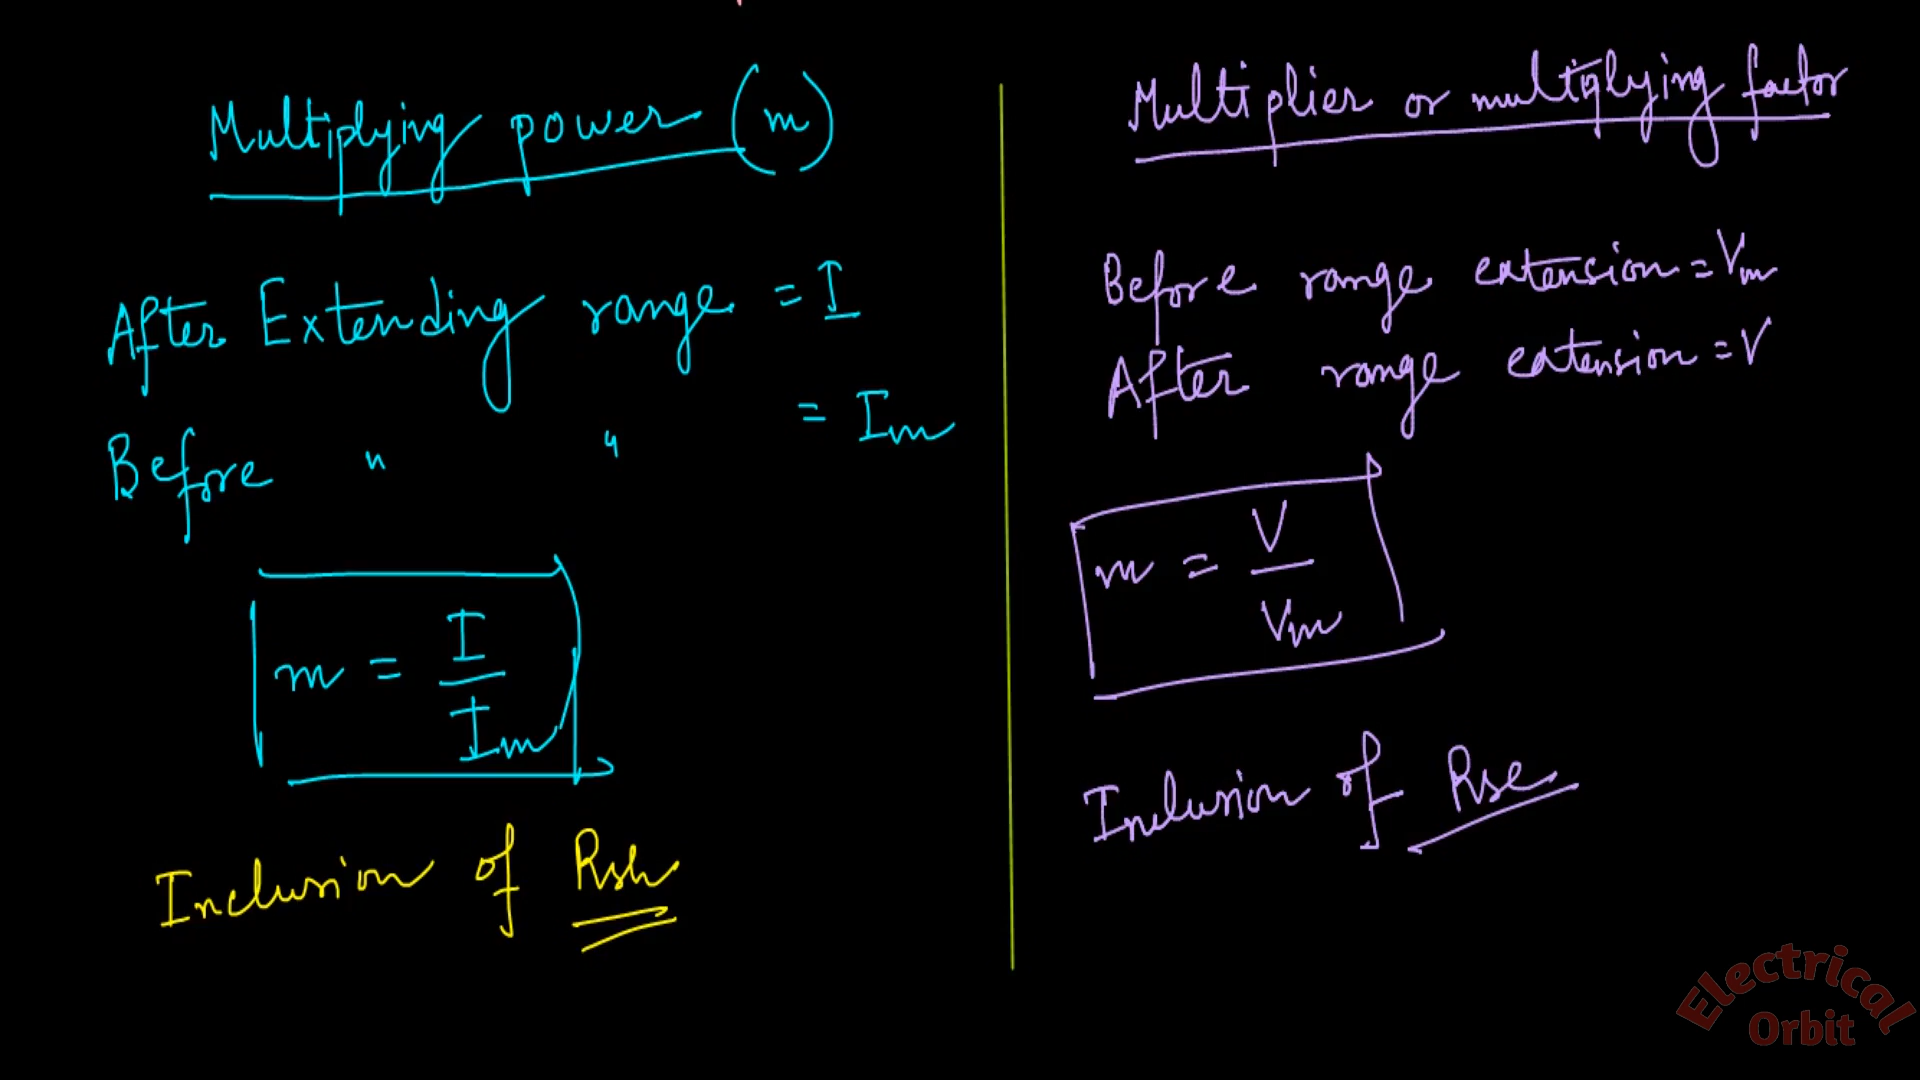 Multiplying power (m)
After Extending range = I
Before " " = Im
m = I / Im
Inclusion of Rsh
Multiplier or multiplying factor
Before range extension = Vm
After range extension = V
m = V / Vm
Inclusion of Rse
Electrical
Orbit